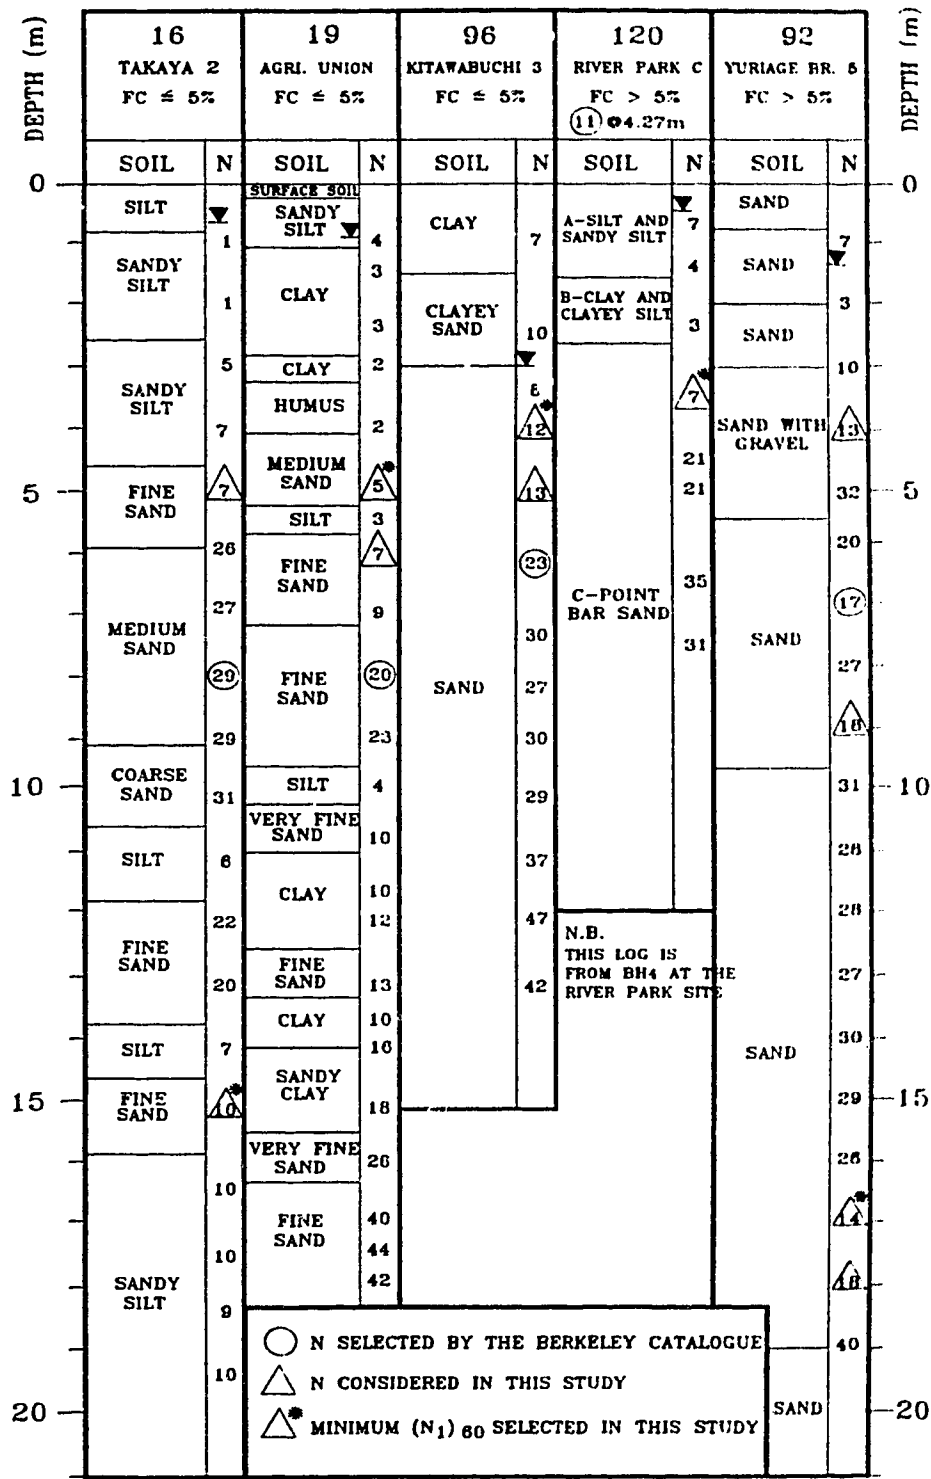 DEPTH (m)
16
TAKAYA 2
FC ≤ 5%
19
AGRI. UNION
FC ≤ 5%
96
KITAWABUCHI 3
FC ≤ 5%
120
RIVER PARK C
FC > 5%
11 @4.27m
92
YURIAGE BR. 5
FC > 5%
DEPTH (m)
SOIL N
SOIL N
SOIL N
SOIL N
SOIL N
0
5
10
15
20
SILT
SANDY
SILT
SANDY
SILT
FINE
SAND
MEDIUM
SAND
COARSE
SAND
SILT
FINE
SAND
SILT
FINE
SAND
SANDY
SILT
1
1
5
7
7
26
27
29
29
31
6
22
20
7
10*
10
10
9
10
SURFACE SOIL
SANDY
SILT
CLAY
CLAY
HUMUS
MEDIUM
SAND
SILT
FINE
SAND
FINE
SAND
SILT
VERY FINE
SAND
CLAY
FINE
SAND
CLAY
SANDY
CLAY
VERY FINE
SAND
FINE
SAND
4
3
3
2
2
5*
3
7
9
20
23
4
10
10
12
13
10
16
18
26
40
44
42
CLAY
CLAYEY
SAND
SAND
7
10
8
12*
13
23
30
27
30
29
37
47
42
A-SILT AND
SANDY SILT
B-CLAY AND
CLAYEY SILT
C-POINT
BAR SAND
7
4
3
7*
21
21
35
31
N.B.
THIS LOG IS
FROM BH4 AT THE
RIVER PARK SITE
SAND
SAND
SAND
SAND WITH
GRAVEL
SAND
SAND
SAND
7
3
10
13
32
20
17
27
18
31
28
28
27
30
29
26
14*
18
40
0
5
10
15
20
N SELECTED BY THE BERKELEY CATALOGUE
N CONSIDERED IN THIS STUDY
* MINIMUM (N1)60 SELECTED IN THIS STUDY